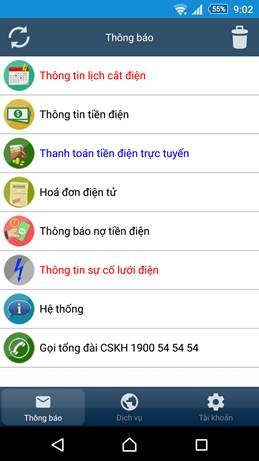 55% 9:02
Thông báo
Thông tin lịch cắt điện
Thông tin tiền điện
Thanh toán tiền điện trực tuyến
Hoá đơn điện tử
Thông báo nợ tiền điện
Thông tin sự cố lưới điện
Hệ thống
Gọi tổng đài CSKH 1900 54 54 54
Thông báo Dịch vụ Tài khoản